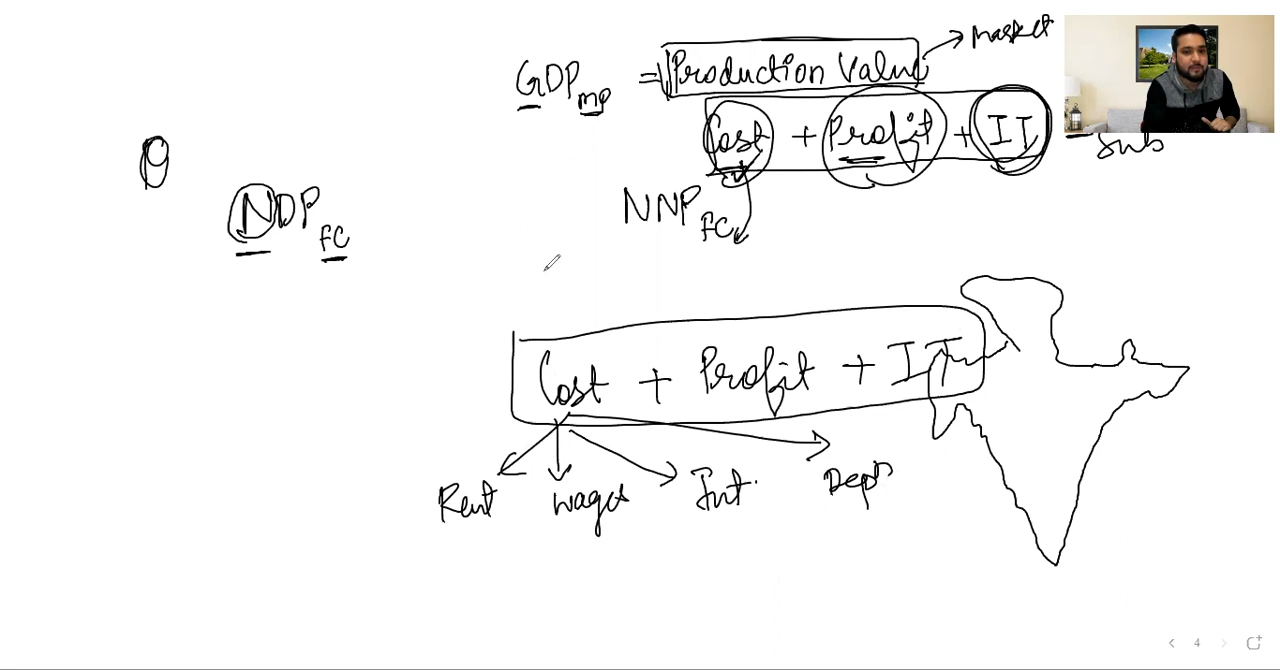 GDP mp = Production Value → market
Cost + Profit + IT
Sub
NDP FC
NNP FC
Cost + Profit + IT
Rent Wages Int. Depn
4